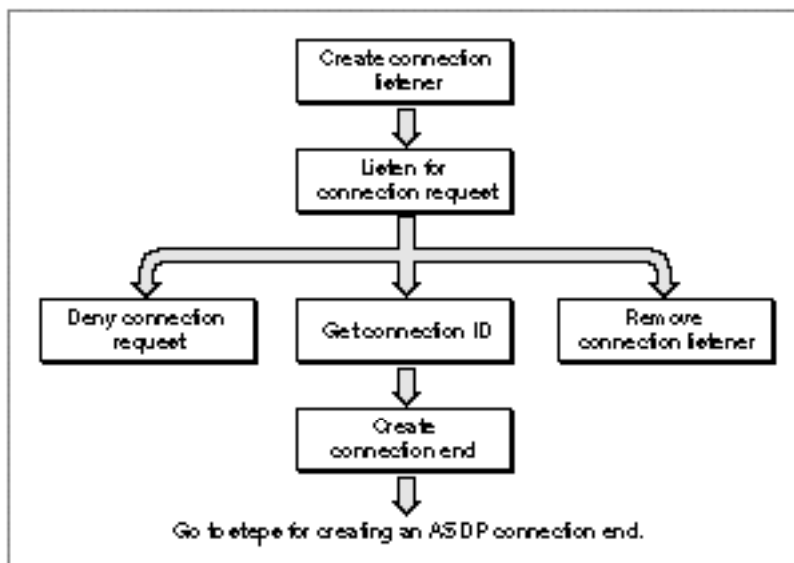 Create connection
listener
Listen for
connection request
Deny connection
request
Get connection ID
Remove
connection listener
Create
connection end
Go to steps for creating an ASDP connection end.